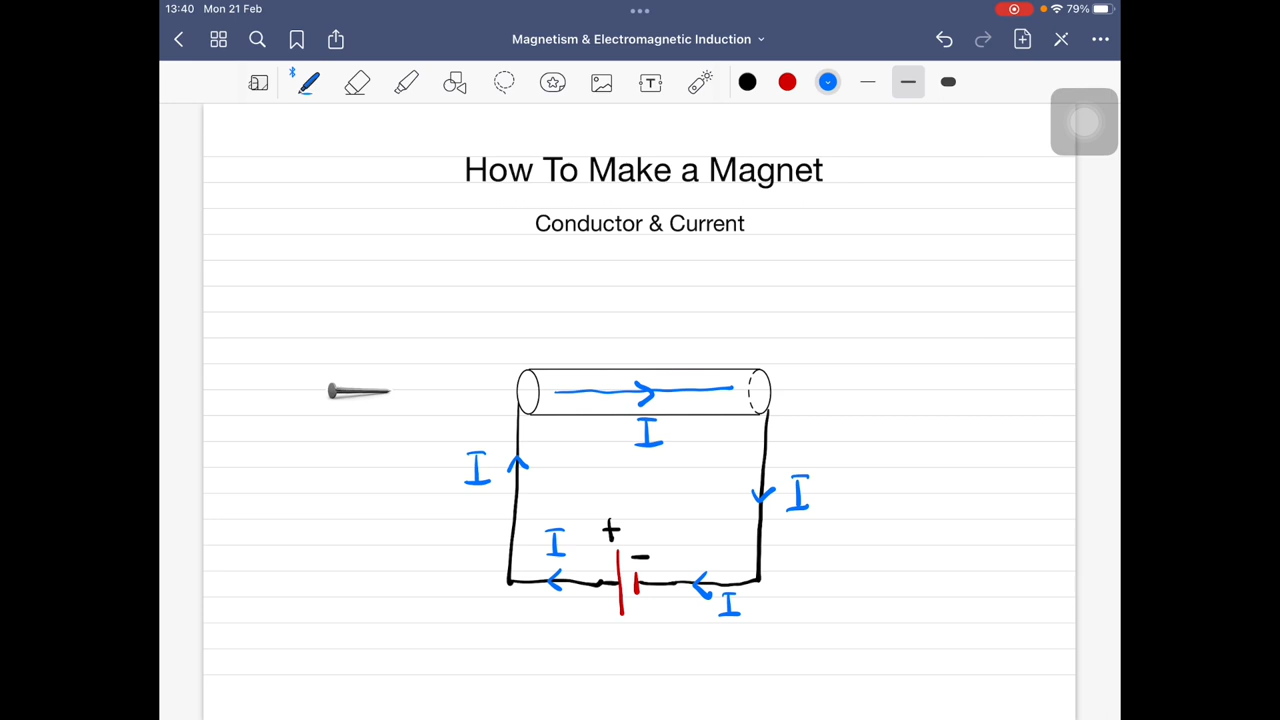 13:40 Mon 21 Feb
79%
Magnetism & Electromagnetic Induction
T
How To Make a Magnet
Conductor & Current
I
I
I
I
+
-
I